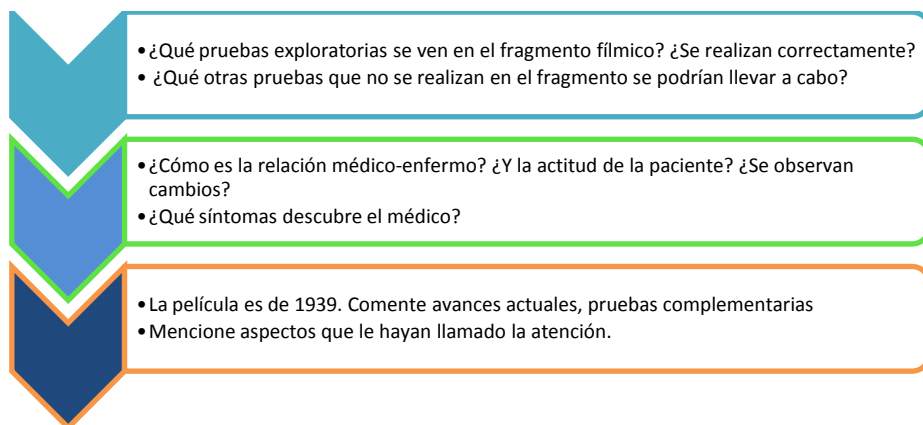 •¿Qué pruebas exploratorias se ven en el fragmento fílmico? ¿Se realizan correctamente?
• ¿Qué otras pruebas que no se realizan en el fragmento se podrían llevar a cabo?
•¿Cómo es la relación médico-enfermo? ¿Y la actitud de la paciente? ¿Se observan
cambios?
•¿Qué síntomas descubre el médico?
•La película es de 1939. Comente avances actuales, pruebas complementarias
•Mencione aspectos que le hayan llamado la atención.